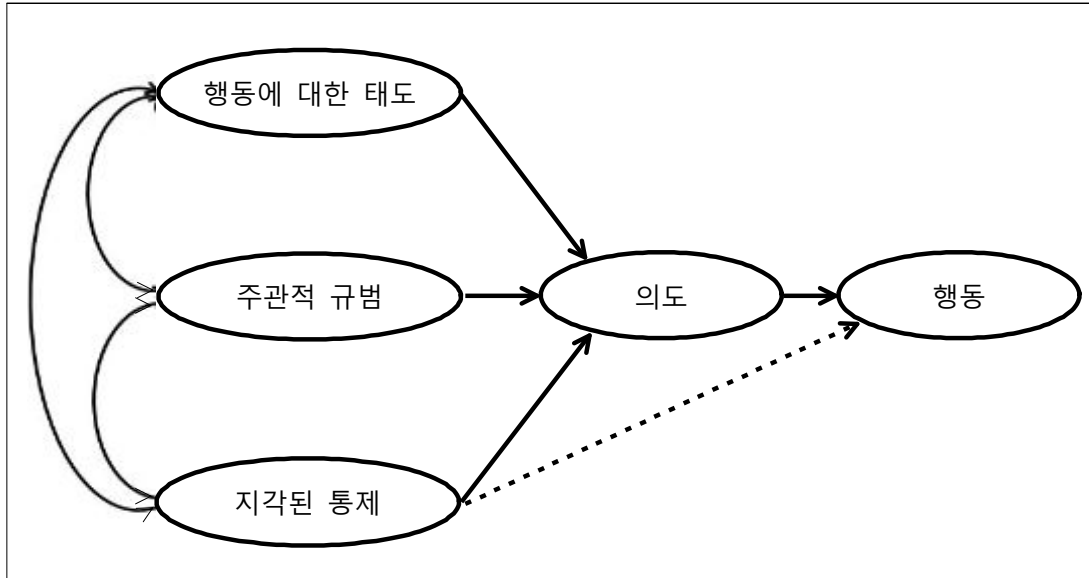 행동에 대한 태도
주관적 규범
의도
행동
지각된 통제